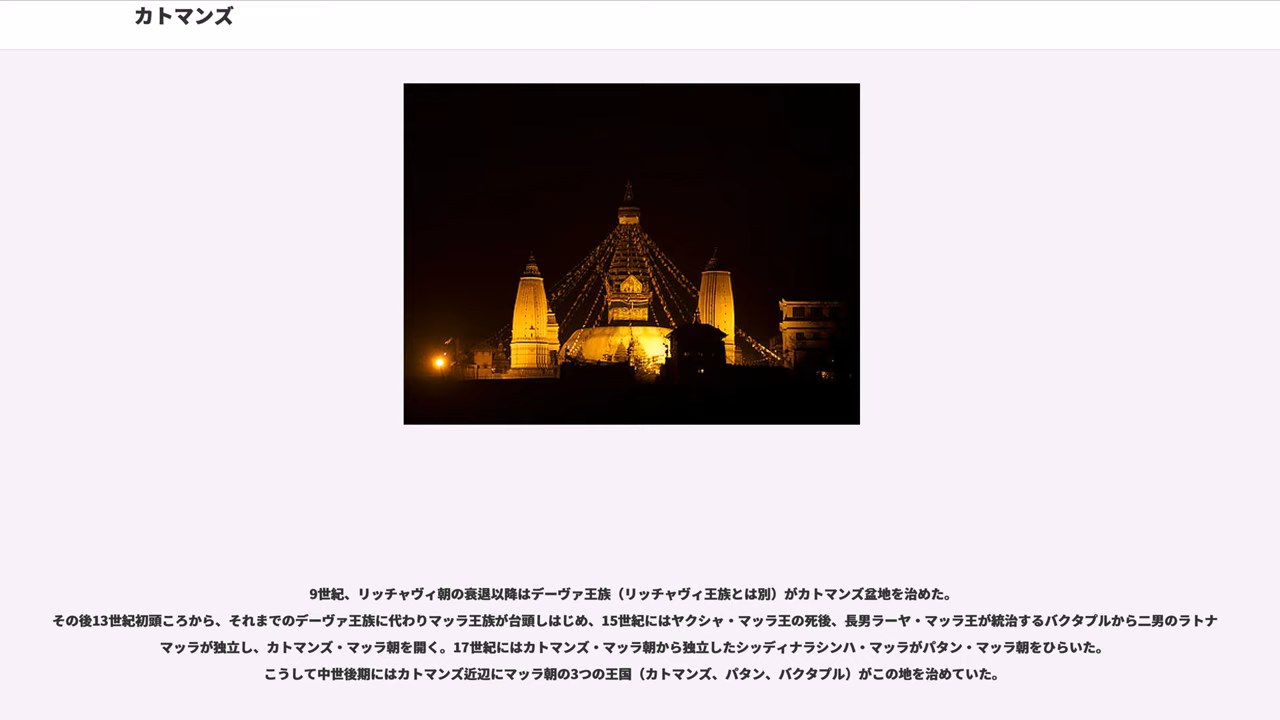 カトマンズ
9世紀、リッチャヴィ朝の衰退以降はデーヴァ王族（リッチャヴィ王族とは別）がカトマンズ盆地を治めた。
その後13世紀初頭ころから、それまでのデーヴァ王族に代わりマッラ王族が台頭しはじめ、15世紀にはヤクシャ・マッラ王の死後、長男ラーヤ・マッラ王が統治するバクタプルから二男のラトナ
マッラが独立し、カトマンズ・マッラ朝を開く。17世紀にはカトマンズ・マッラ朝から独立したシッディナラシンハ・マッラがパタン・マッラ朝をひらいた。
こうして中世後期にはカトマンズ近辺にマッラ朝の3つの王国（カトマンズ、パタン、バクタプル）がこの地を治めていた。